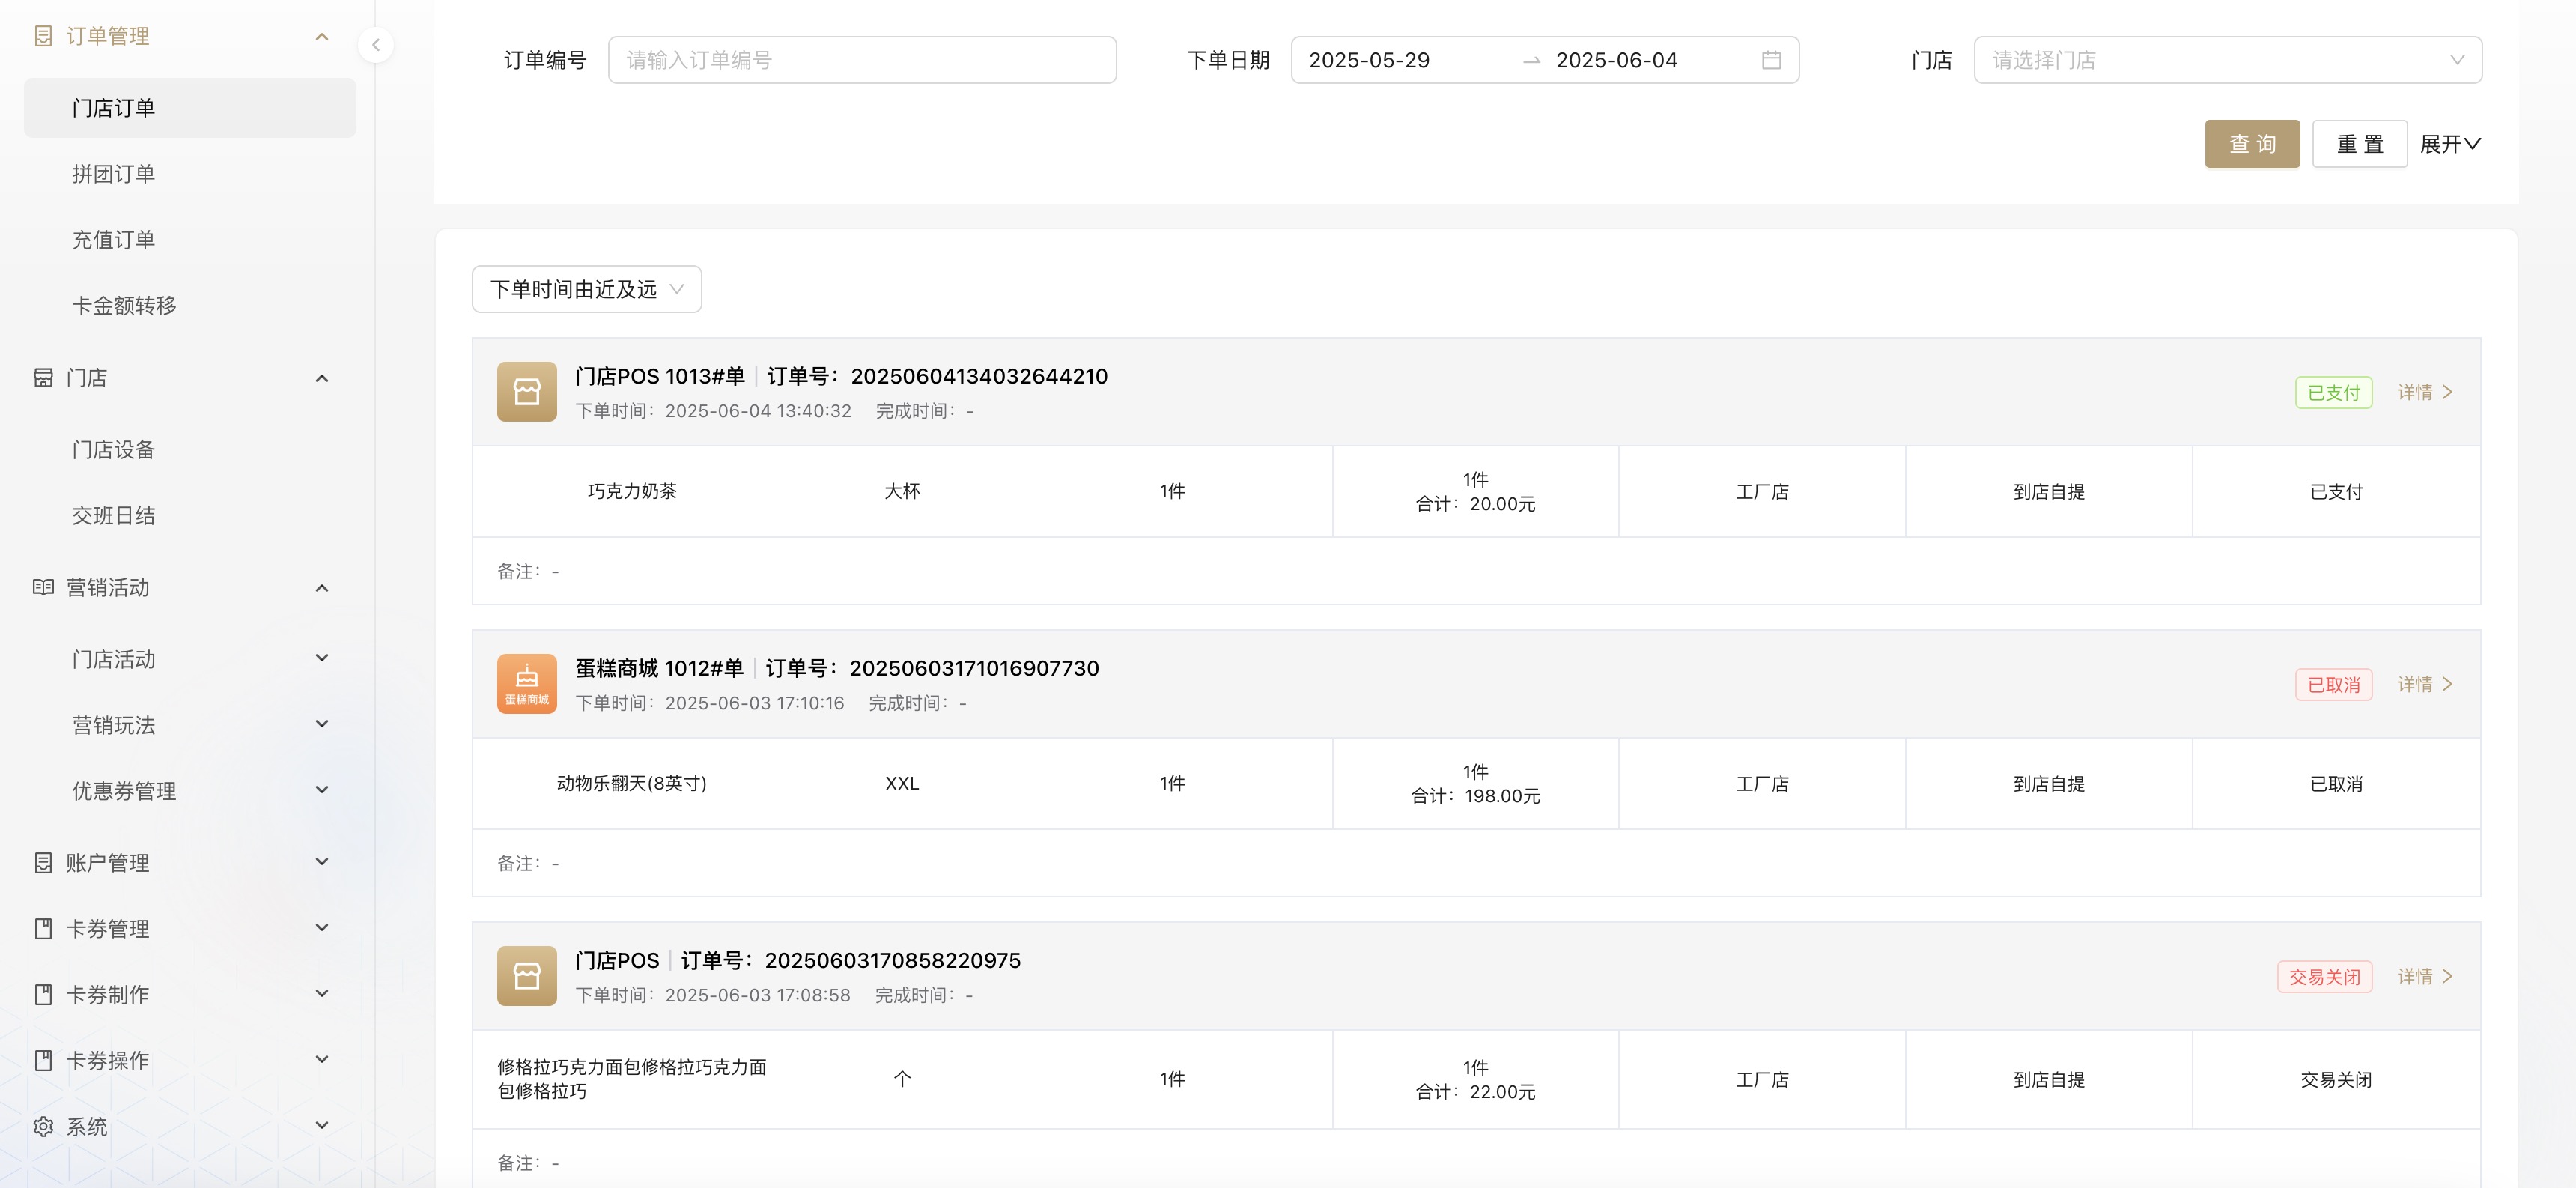 订单管理
门店订单
拼团订单
充值订单
卡金额转移
门店
门店设备
交班日结
营销活动
门店活动
营销玩法
优惠券管理
账户管理
卡券管理
卡券制作
卡券操作
系统
订单编号 请输入订单编号 下单日期 2025-05-29 → 2025-06-04 门店 请选择门店
查 询 重 置 展开
下单时间由近及远
门店POS 1013#单 | 订单号：20250604134032644210
下单时间：2025-06-04 13:40:32 完成时间：-
已支付 详情
巧克力奶茶 大杯 1件
1件
合计：20.00元
工厂店 到店自提 已支付
备注：-
蛋糕商城
蛋糕商城 1012#单 | 订单号：20250603171016907730
下单时间：2025-06-03 17:10:16 完成时间：-
已取消 详情
动物乐翻天(8英寸) XXL 1件
1件
合计：198.00元
工厂店 到店自提 已取消
备注：-
门店POS | 订单号：20250603170858220975
下单时间：2025-06-03 17:08:58 完成时间：-
交易关闭 详情
修格拉巧克力面包修格拉巧克力面
包修格拉巧
个 1件
1件
合计：22.00元
工厂店 到店自提 交易关闭
备注：-